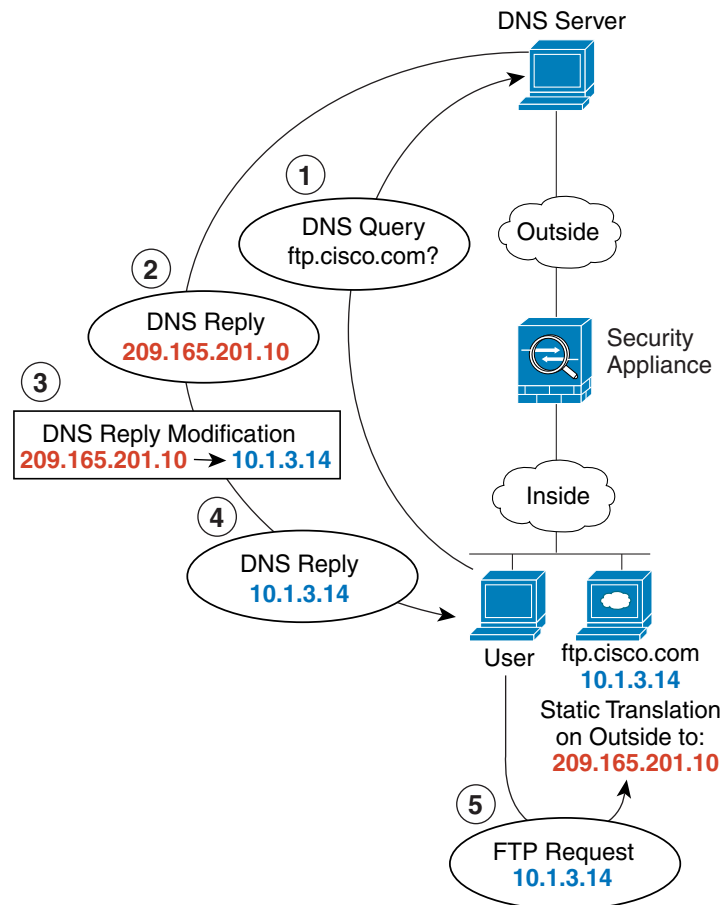 DNS Server
1
DNS Query
ftp.cisco.com?
Outside
2
DNS Reply
209.165.201.10
Security
Appliance
3
DNS Reply Modification
209.165.201.10 → 10.1.3.14
Inside
4
DNS Reply
10.1.3.14
User
ftp.cisco.com
10.1.3.14
Static Translation
on Outside to:
209.165.201.10
5
FTP Request
10.1.3.14